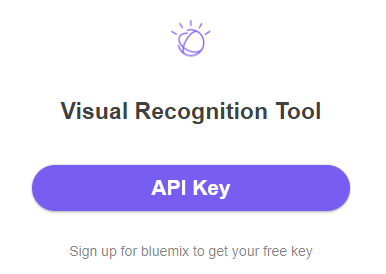 Visual Recognition Tool
API Key
Sign up for bluemix to get your free key